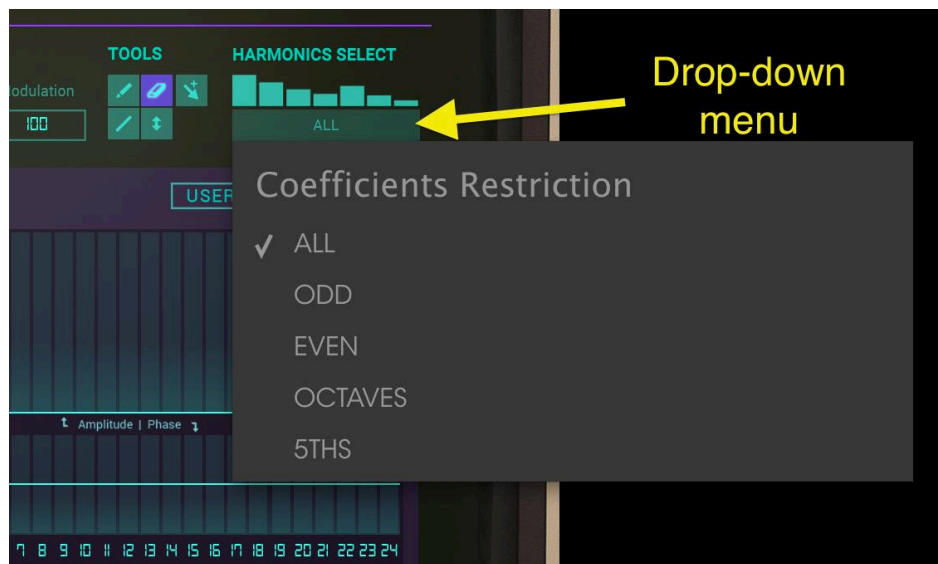 TOOLS
HARMONICS SELECT
Drop-down
menu
Modulation
100
ALL
USER
Coefficients Restriction
✓ ALL
ODD
EVEN
OCTAVES
5THS
Amplitude | Phase
7 8 9 10 11 12 13 14 15 16 17 18 19 20 21 22 23 24